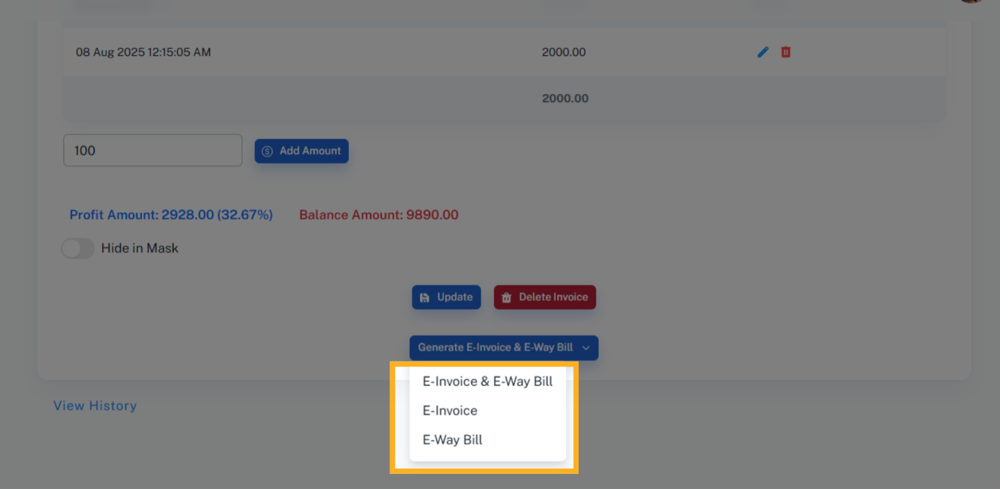 08 Aug 2025 12:15:05 AM 2000.00
2000.00
100 Add Amount
Profit Amount: 2928.00 (32.67%) Balance Amount: 9890.00
Hide in Mask
Update Delete Invoice
Generate E-Invoice & E-Way Bill
E-Invoice & E-Way Bill
E-Invoice
E-Way Bill
View History